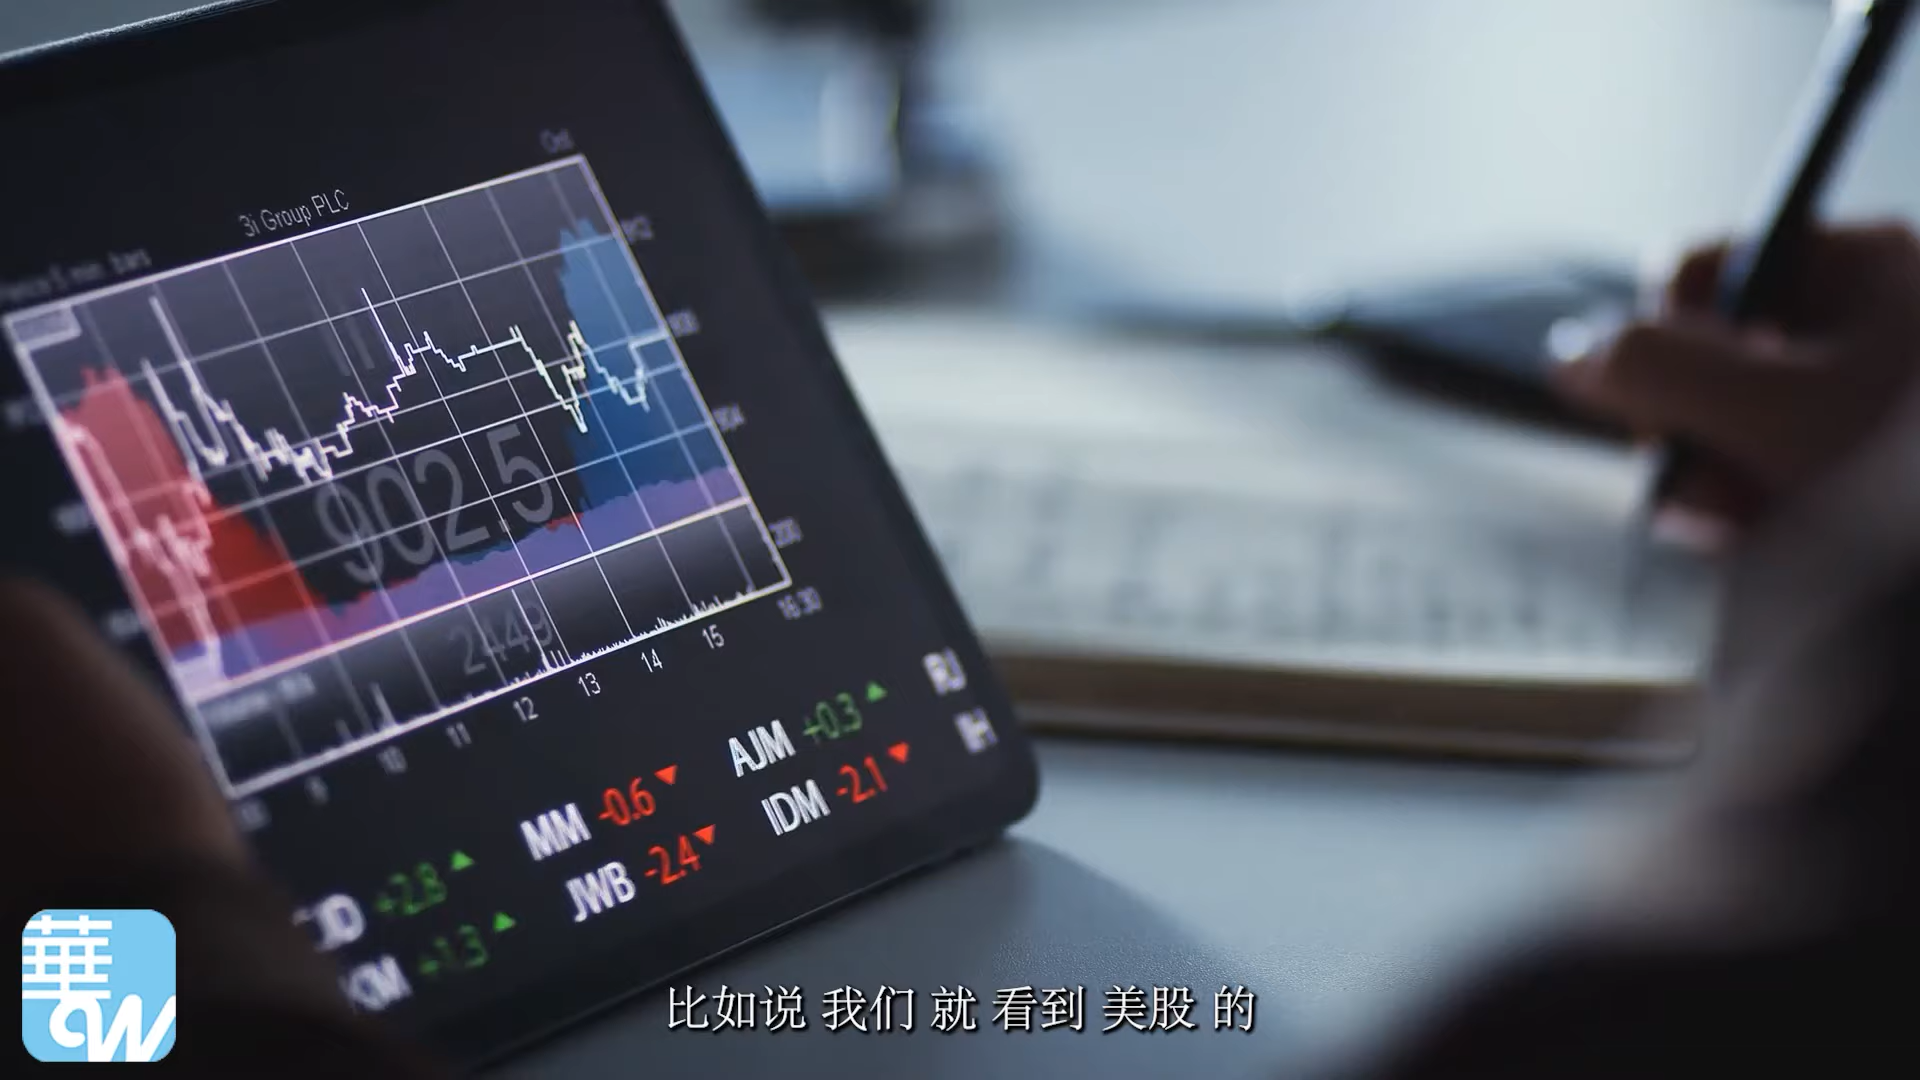 3i Group PLC
902.5
2449
10 11 12 13 14 15 16:30
MM -0.6 ▼ AJM +0.3 ▲
JWB -2.4 ▼ IDM -2.1 ▼
+2.8 ▲
+1.3 ▲
華W
比如说 我们 就 看到 美股 的